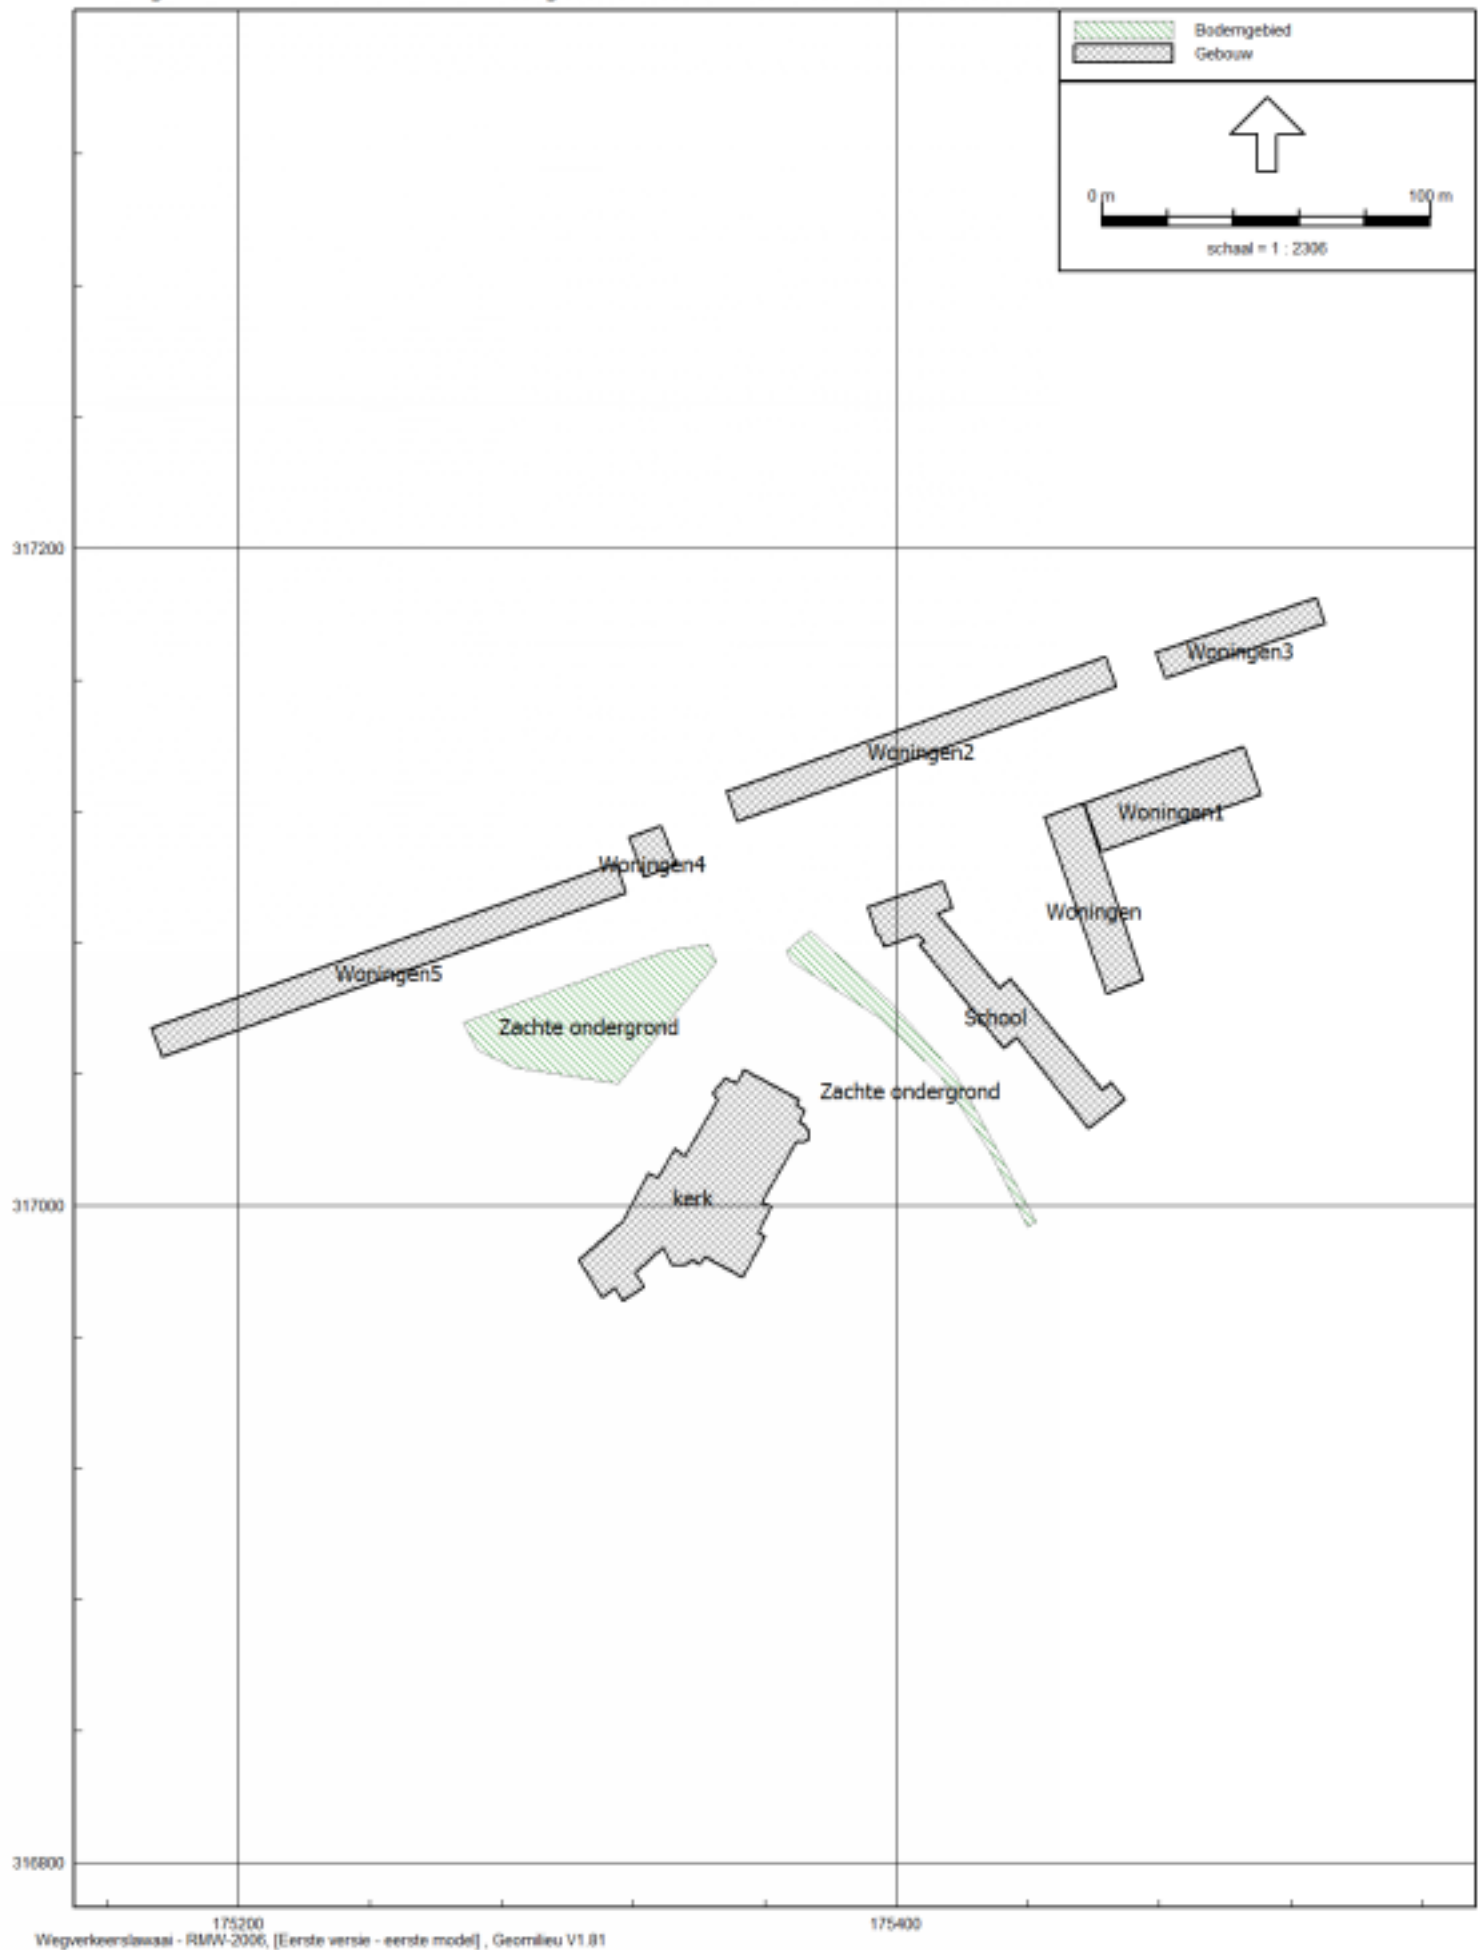 Bodemgebied
Gebouw
0 m 100 m
schaal = 1 : 2306
317200
Woningen3
Woningen2
Woningen1
Woningen4
Woningen
Woningen5
School
Zachte ondergrond
Zachte ondergrond
kerk
317000
316800
175200 175400
Wegverkeerslawaai - RMW-2006, [Eerste versie - eerste model] , Geomilieu V1.81